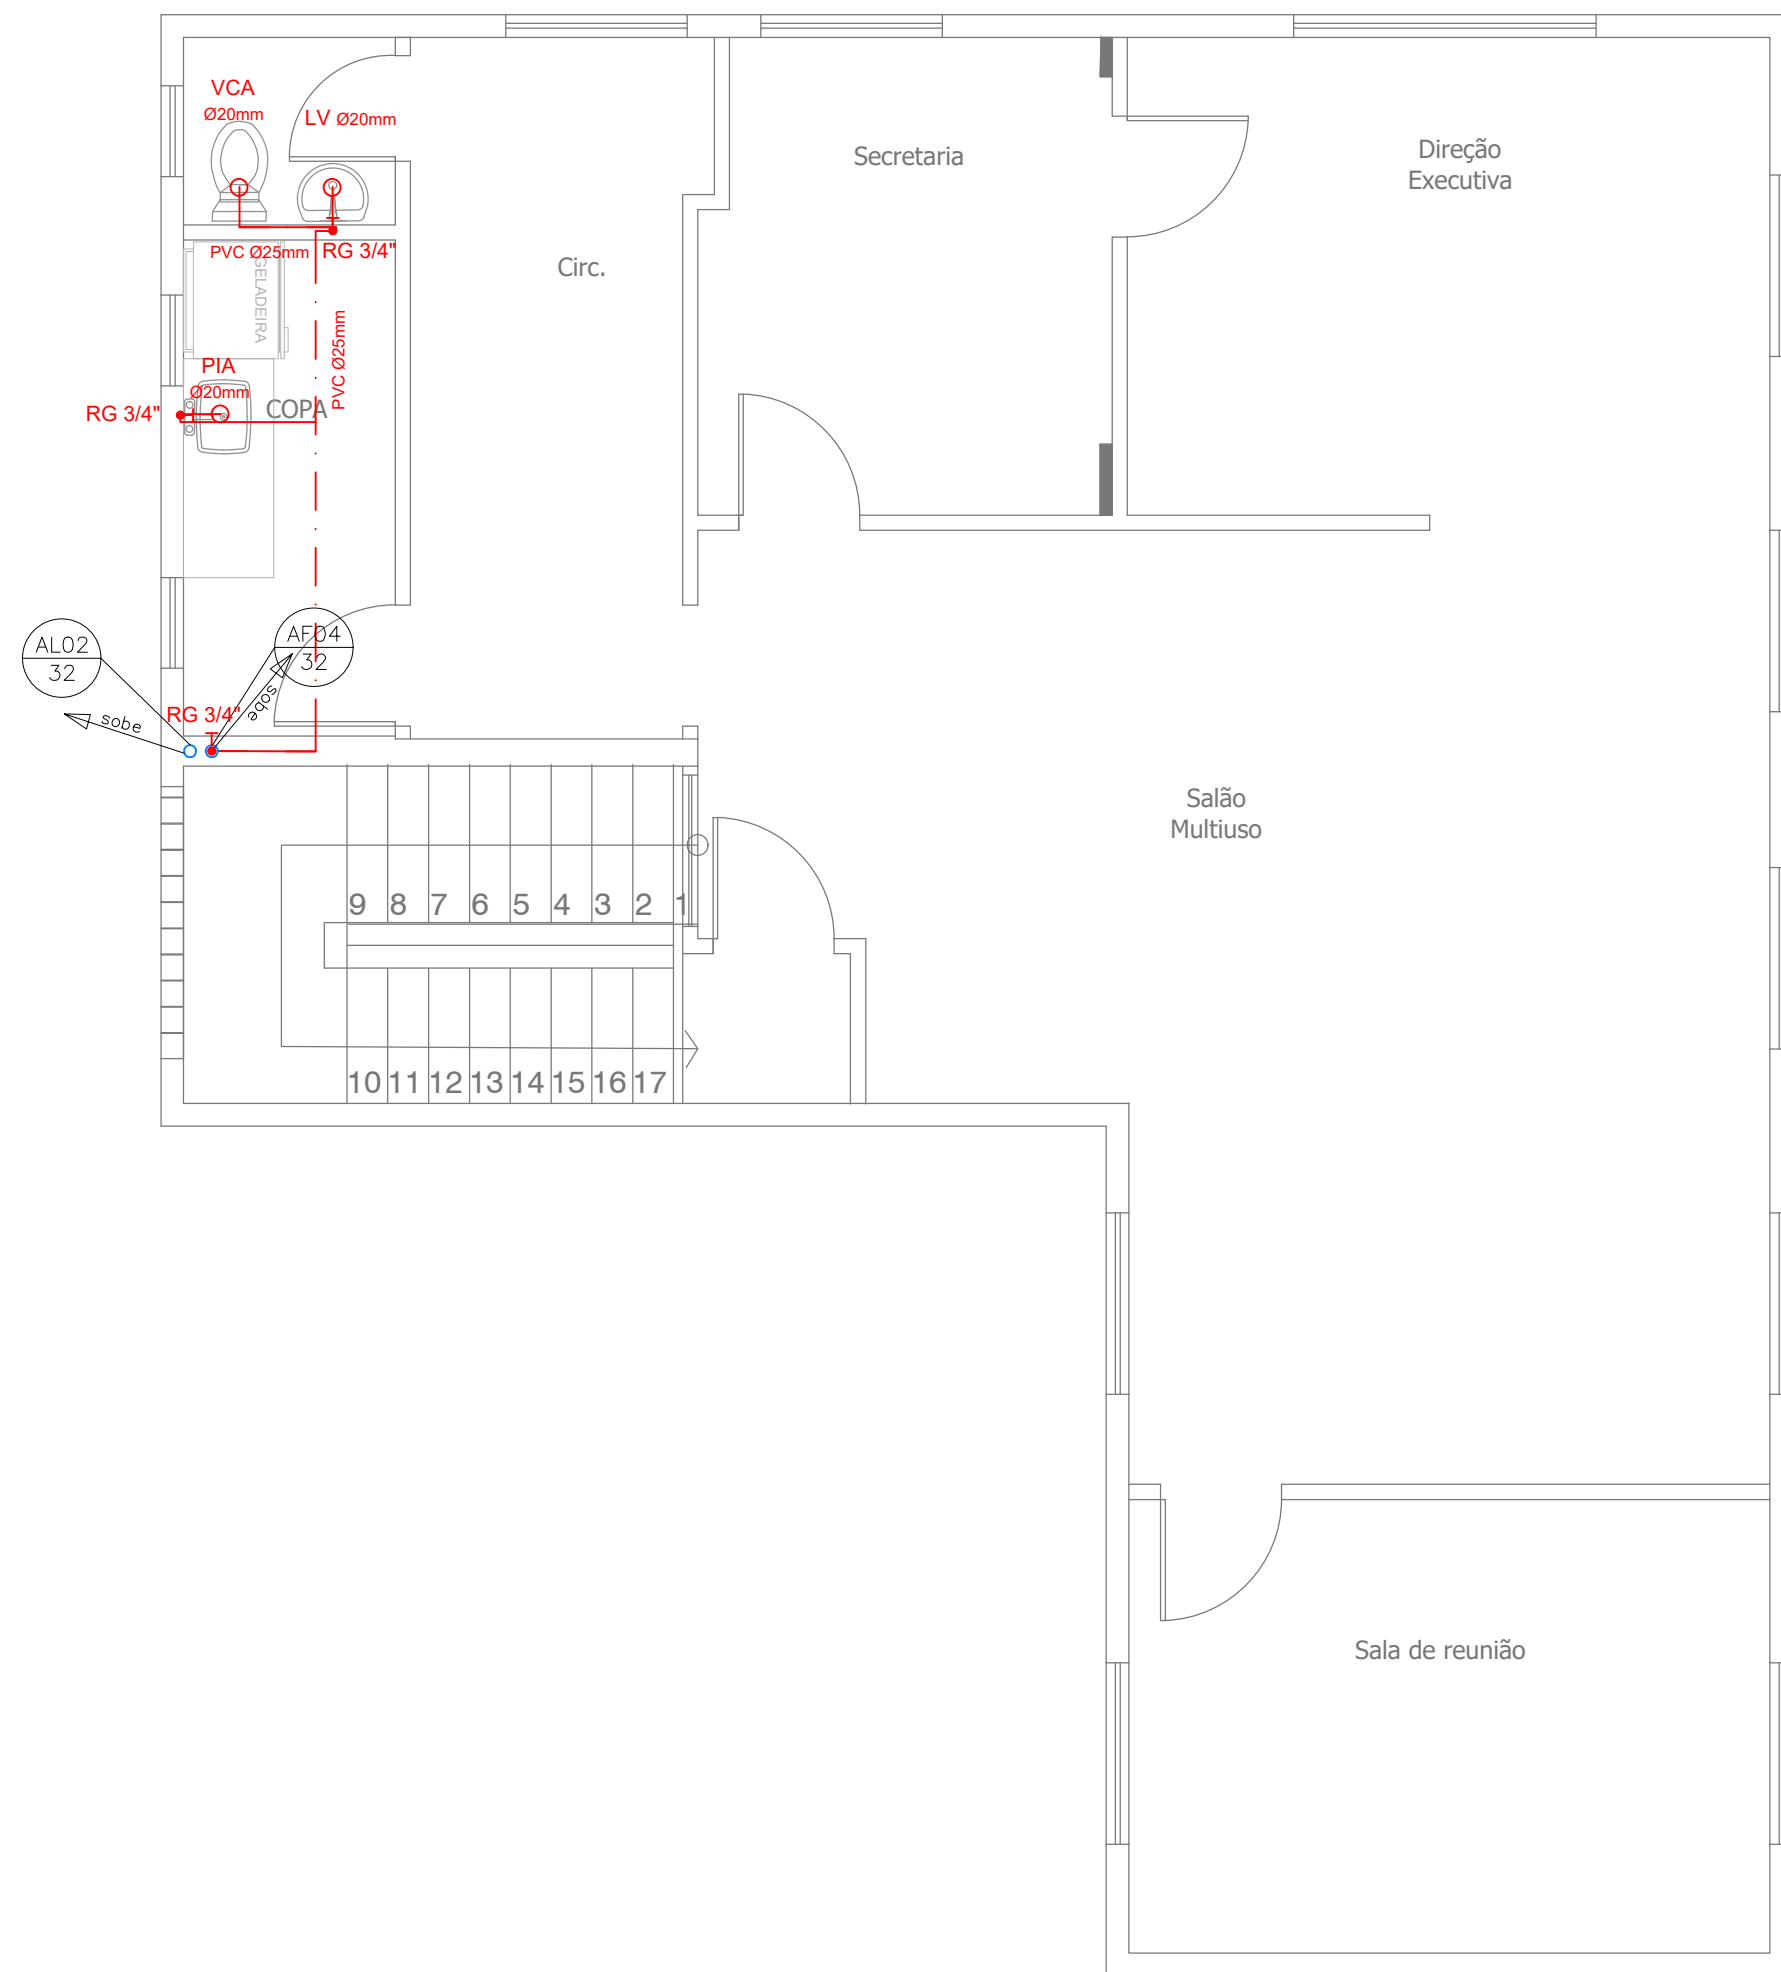 VCA
Ø20mm
LV Ø20mm
Secretaria
Direção
Executiva
PVC Ø25mm
RG 3/4"
Circ.
GELADEIRA
PVC Ø25mm
PIA
Ø20mm
RG 3/4"
COPA
AL02
32
AF04
32
sobe
sobe
RG 3/4"
Salão
Multiuso
9 8 7 6 5 4 3 2 1
10 11 12 13 14 15 16 17
Sala de reunião